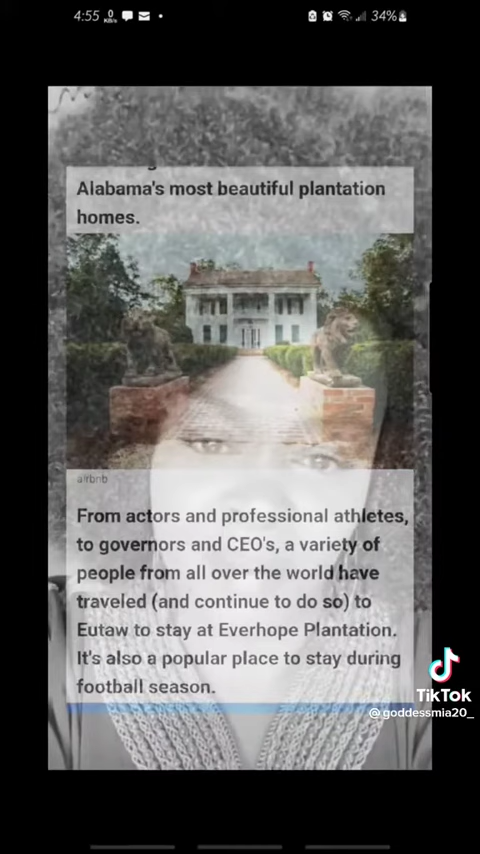 4:55 0 KB/s
34%
Alabama's most beautiful plantation
homes.
airbnb
From actors and professional athletes,
to governors and CEO's, a variety of
people from all over the world have
traveled (and continue to do so) to
Eutaw to stay at Everhope Plantation.
It's also a popular place to stay during
football season.
TikTok
@goddessmia20_